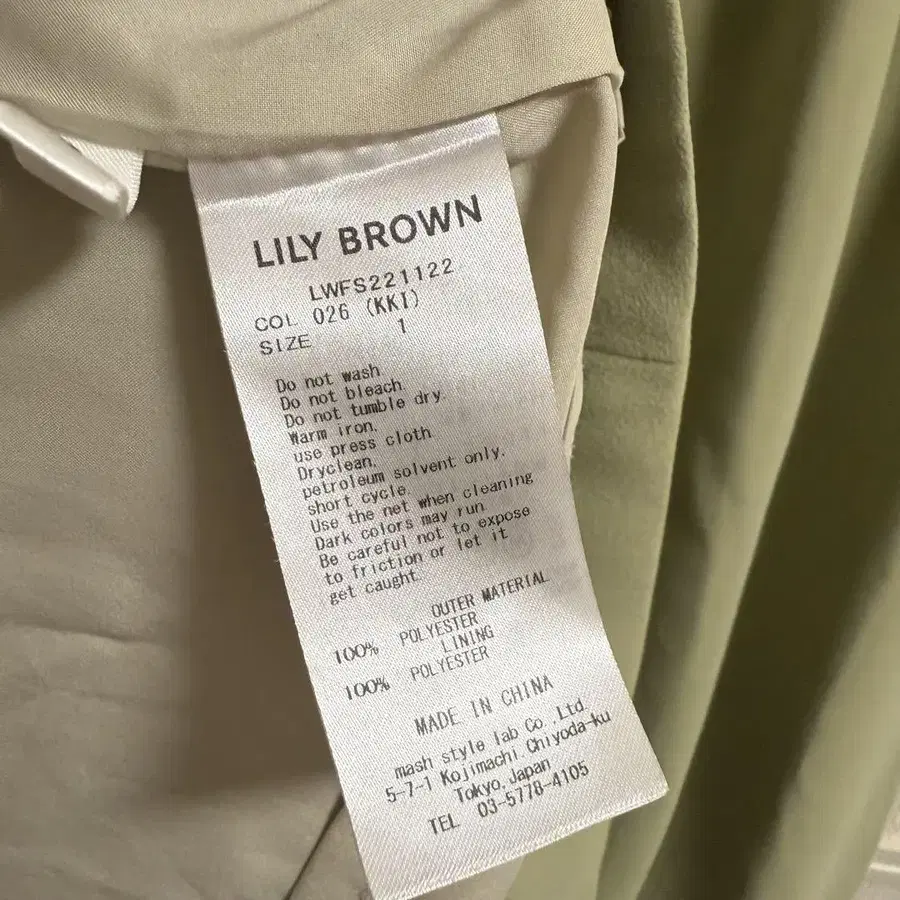 LILY BROWN
LWFS221122
COL 026 (KKI)
SIZE 1
Do not wash
Do not bleach
Do not tumble dry.
Warm iron.
use press cloth.
Dryclean.
petroleum solvent only.
short cycle.
Use the net when cleaning
Dark colors may run
Be careful not to expose
to friction or let it
get caught.
OUTER MATERIAL
100% POLYESTER
LINING
100% POLYESTER
MADE IN CHINA
mash style lab Co.,Ltd.
5-7-1 Kojimachi Chiyoda-ku
Tokyo, Japan
TEL 03-5778-4105